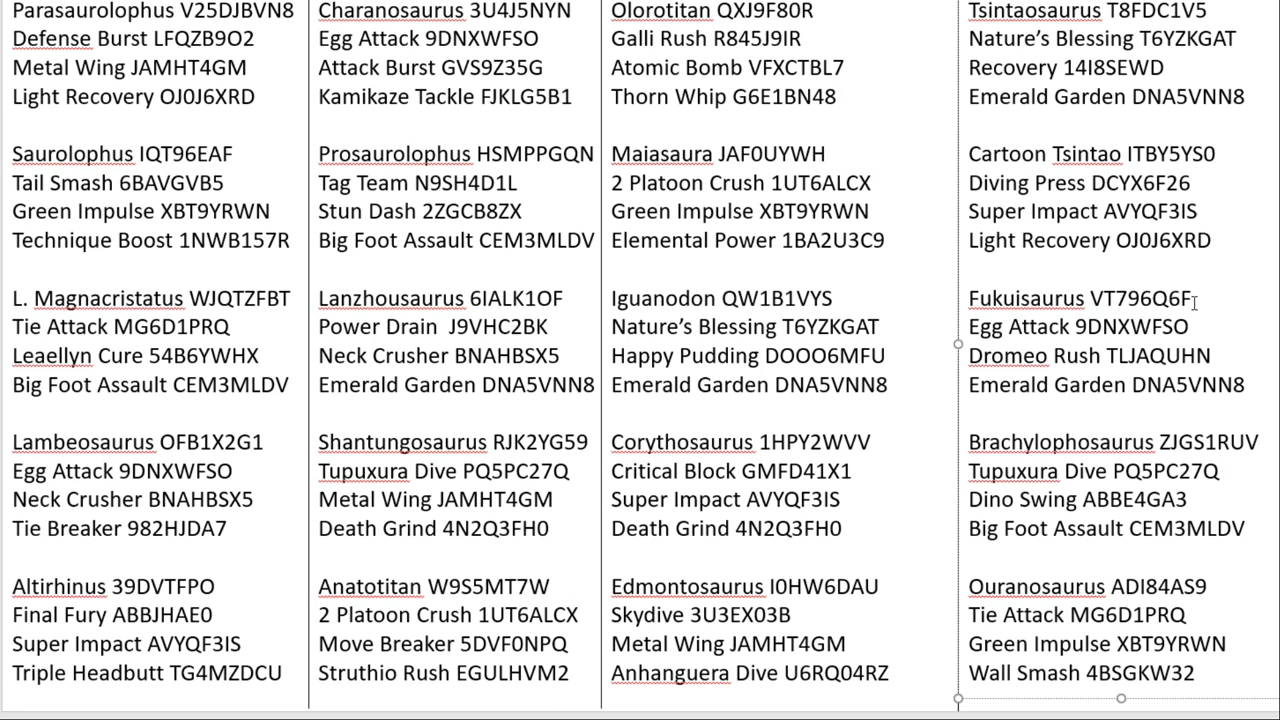 Parasaurolophus V25DJBVN8
Defense Burst LFQZB9O2
Metal Wing JAMHT4GM
Light Recovery OJ0J6XRD
Saurolophus IQT96EAF
Tail Smash 6BAVGVB5
Green Impulse XBT9YRWN
Technique Boost 1NWB157R
L. Magnacristatus WJQTZFBT
Tie Attack MG6D1PRQ
Leaellyn Cure 54B6YWHX
Big Foot Assault CEM3MLDV
Lambeosaurus OFB1X2G1
Egg Attack 9DNXWFSO
Neck Crusher BNAHBSX5
Tie Breaker 982HJDA7
Altirhinus 39DVTFPO
Final Fury ABBJHAE0
Super Impact AVYQF3IS
Triple Headbutt TG4MZDCU
Charanosaurus 3U4J5NYN
Egg Attack 9DNXWFSO
Attack Burst GVS9Z35G
Kamikaze Tackle FJKLG5B1
Prosaurolophus HSMPPGQN
Tag Team N9SH4D1L
Stun Dash 2ZGCB8ZX
Big Foot Assault CEM3MLDV
Lanzhousaurus 6IALK1OF
Power Drain  J9VHC2BK
Neck Crusher BNAHBSX5
Emerald Garden DNA5VNN8
Shantungosaurus RJK2YG59
Tupuxura Dive PQ5PC27Q
Metal Wing JAMHT4GM
Death Grind 4N2Q3FH0
Anatotitan W9S5MT7W
2 Platoon Crush 1UT6ALCX
Move Breaker 5DVF0NPQ
Struthio Rush EGULHVM2
Olorotitan QXJ9F80R
Galli Rush R845J9IR
Atomic Bomb VFXCTBL7
Thorn Whip G6E1BN48
Maiasaura JAF0UYWH
2 Platoon Crush 1UT6ALCX
Green Impulse XBT9YRWN
Elemental Power 1BA2U3C9
Iguanodon QW1B1VYS
Nature’s Blessing T6YZKGAT
Happy Pudding DOOO6MFU
Emerald Garden DNA5VNN8
Corythosaurus 1HPY2WVV
Critical Block GMFD41X1
Super Impact AVYQF3IS
Death Grind 4N2Q3FH0
Edmontosaurus I0HW6DAU
Skydive 3U3EX03B
Metal Wing JAMHT4GM
Anhanguera Dive U6RQ04RZ
Tsintaosaurus T8FDC1V5
Nature’s Blessing T6YZKGAT
Recovery 14I8SEWD
Emerald Garden DNA5VNN8
Cartoon Tsintao ITBY5YS0
Diving Press DCYX6F26
Super Impact AVYQF3IS
Light Recovery OJ0J6XRD
Fukuisaurus VT796Q6F
Egg Attack 9DNXWFSO
Dromeo Rush TLJAQUHN
Emerald Garden DNA5VNN8
Brachylophosaurus ZJGS1RUV
Tupuxura Dive PQ5PC27Q
Dino Swing ABBE4GA3
Big Foot Assault CEM3MLDV
Ouranosaurus ADI84AS9
Tie Attack MG6D1PRQ
Green Impulse XBT9YRWN
Wall Smash 4BSGKW32